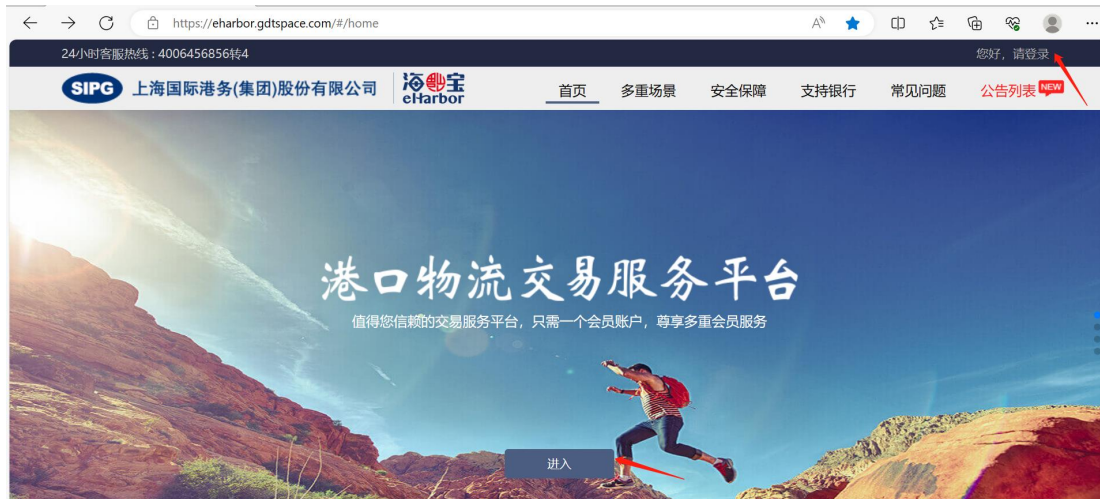 https://eharbor.gdtspace.com/#/home
24小时客服热线：4006456856转4
您好，请登录
SIPG 上海国际港务(集团)股份有限公司 海勃宝 eHarbor
首页 多重场景 安全保障 支持银行 常见问题 公告列表 NEW
港口物流交易服务平台
值得您信赖的交易服务平台，只需一个会员账户，尊享多重会员服务
进入